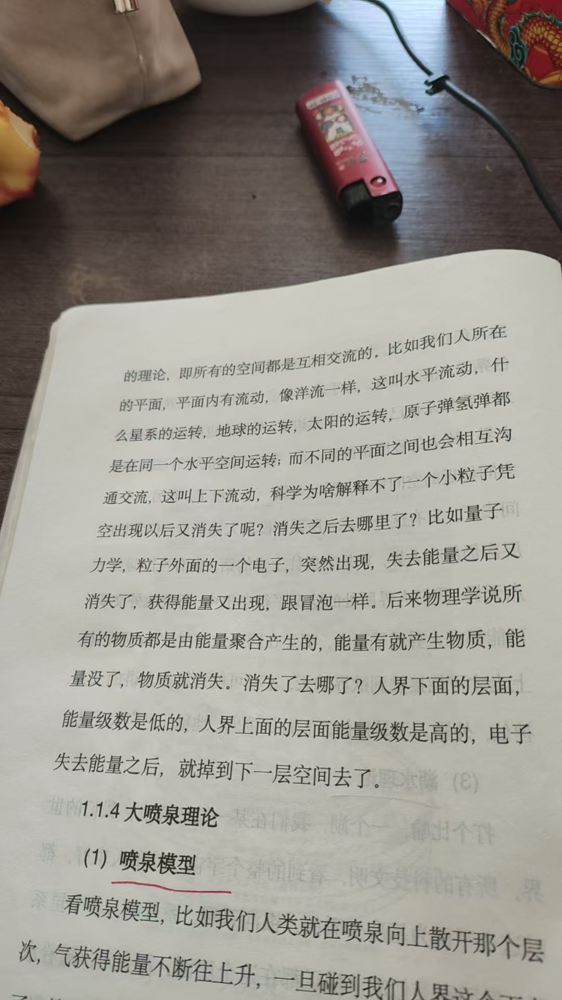 的理论，即所有的空间都是互相交流的。比如我们人所在
的平面，平面内有流动，像洋流一样，这叫水平流动，什
么星系的运转，地球的运转，太阳的运转，原子弹氢弹都
是在同一个水平空间运转；而不同的平面之间也会相互沟
通交流，这叫上下流动，科学为啥解释不了一个小粒子凭
空出现以后又消失了呢？消失之后去哪里了？比如量子
力学，粒子外面的一个电子，突然出现，失去能量之后又
消失了，获得能量又出现，跟冒泡一样。后来物理学说所
有的物质都是由能量聚合产生的，能量有就产生物质，能
量没了，物质就消失。消失了去哪了？人界下面的层面，
能量级数是低的，人界上面的层面能量级数是高的，电子
失去能量之后，就掉到下一层空间去了。
1.1.4 大喷泉理论
(1) 喷泉模型
看喷泉模型，比如我们人类就在喷泉向上散开那个层
次，气获得能量不断往上升，一旦碰到我们人界这个